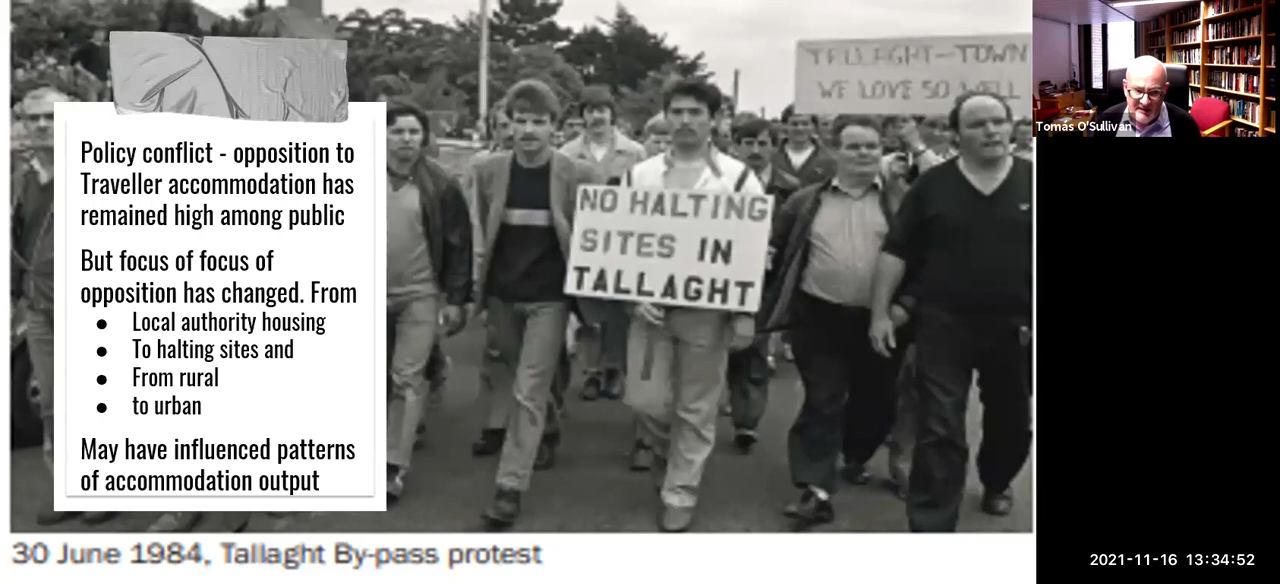 Policy conflict - opposition to
Traveller accommodation has
remained high among public
But focus of focus of
opposition has changed. From
● Local authority housing
● To halting sites and
● From rural
● to urban
May have influenced patterns
of accommodation output
TALLAGHT-TOWN
WE LOVE SO WELL
NO HALTING
SITES IN
TALLAGHT
30 June 1984, Tallaght By-pass protest
Tomás O'Sullivan
2021-11-16 13:34:52